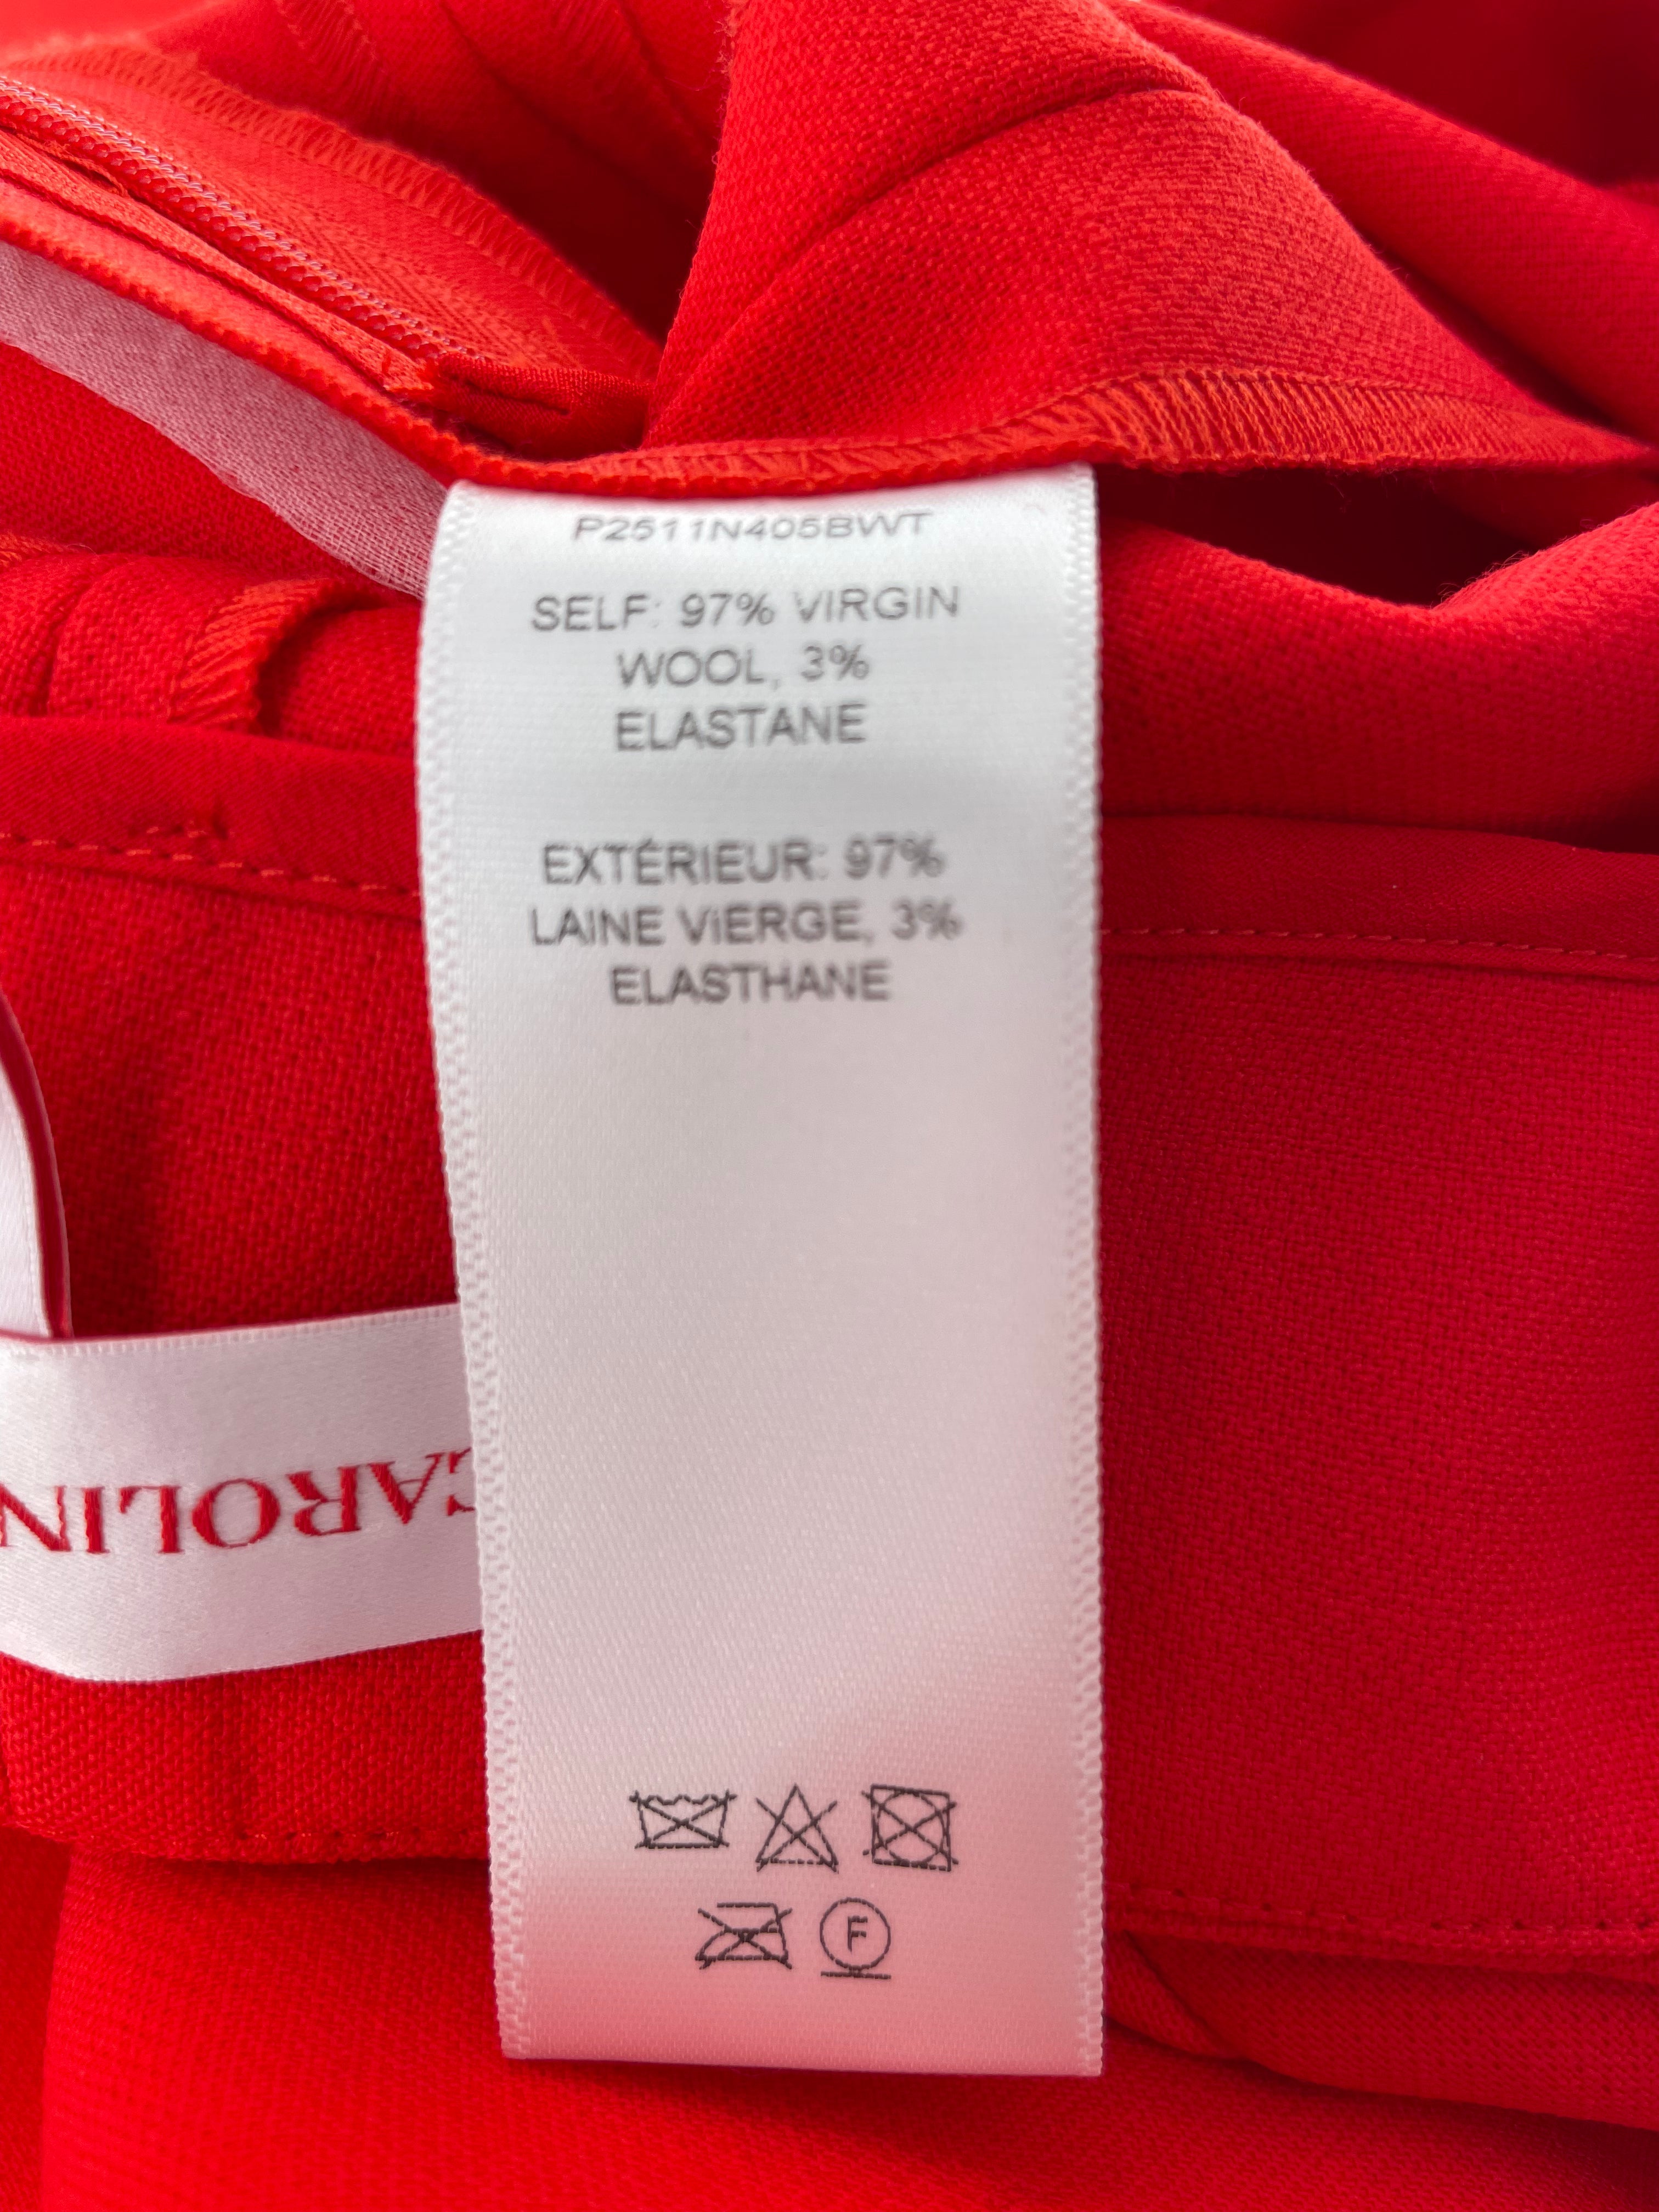 P2511N405BWT
SELF: 97% VIRGIN
WOOL, 3%
ELASTANE
EXTÉRIEUR: 97%
LAINE VIERGE, 3%
ELASTHANE
CAROLIN
F